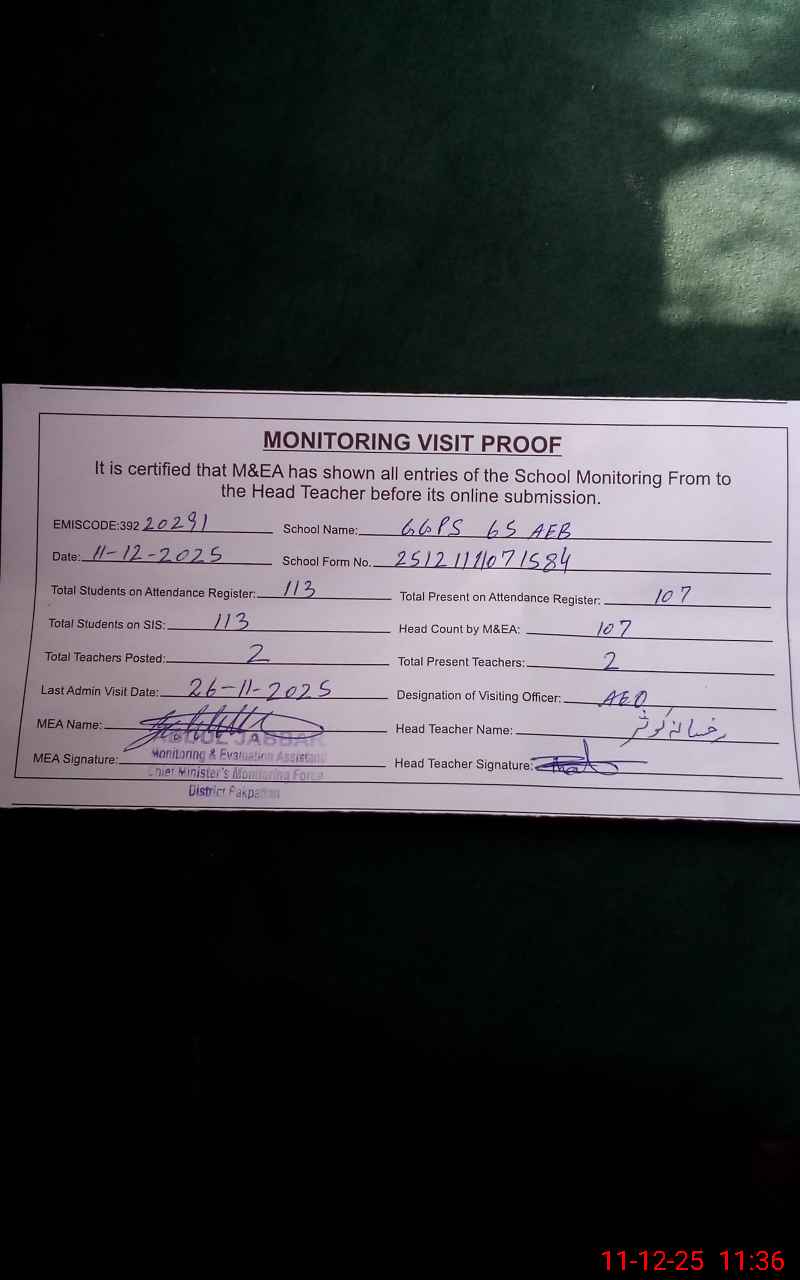 MONITORING VISIT PROOF
It is certified that M&EA has shown all entries of the School Monitoring From to
the Head Teacher before its online submission.
EMISCODE:392 20291 School Name: GGPS 65 AEB
Date: 11-12-2025 School Form No. 
Total Students on Attendance Register: 113 Total Present on Attendance Register: 107
Total Students on SIS: 113 Head Count by M&EA: 107
Total Teachers Posted: 2 Total Present Teachers: 2
Last Admin Visit Date: 26-11-2025 Designation of Visiting Officer: AEO
MEA Name: Head Teacher Name: رخسانہ کوثر
ABDUL JABBAR
MEA Signature: Monitoring & Evaluation Assistant Head Teacher Signature:
Chief Minister's Monitoring Force
District Pakpattan
11-12-25 11:36